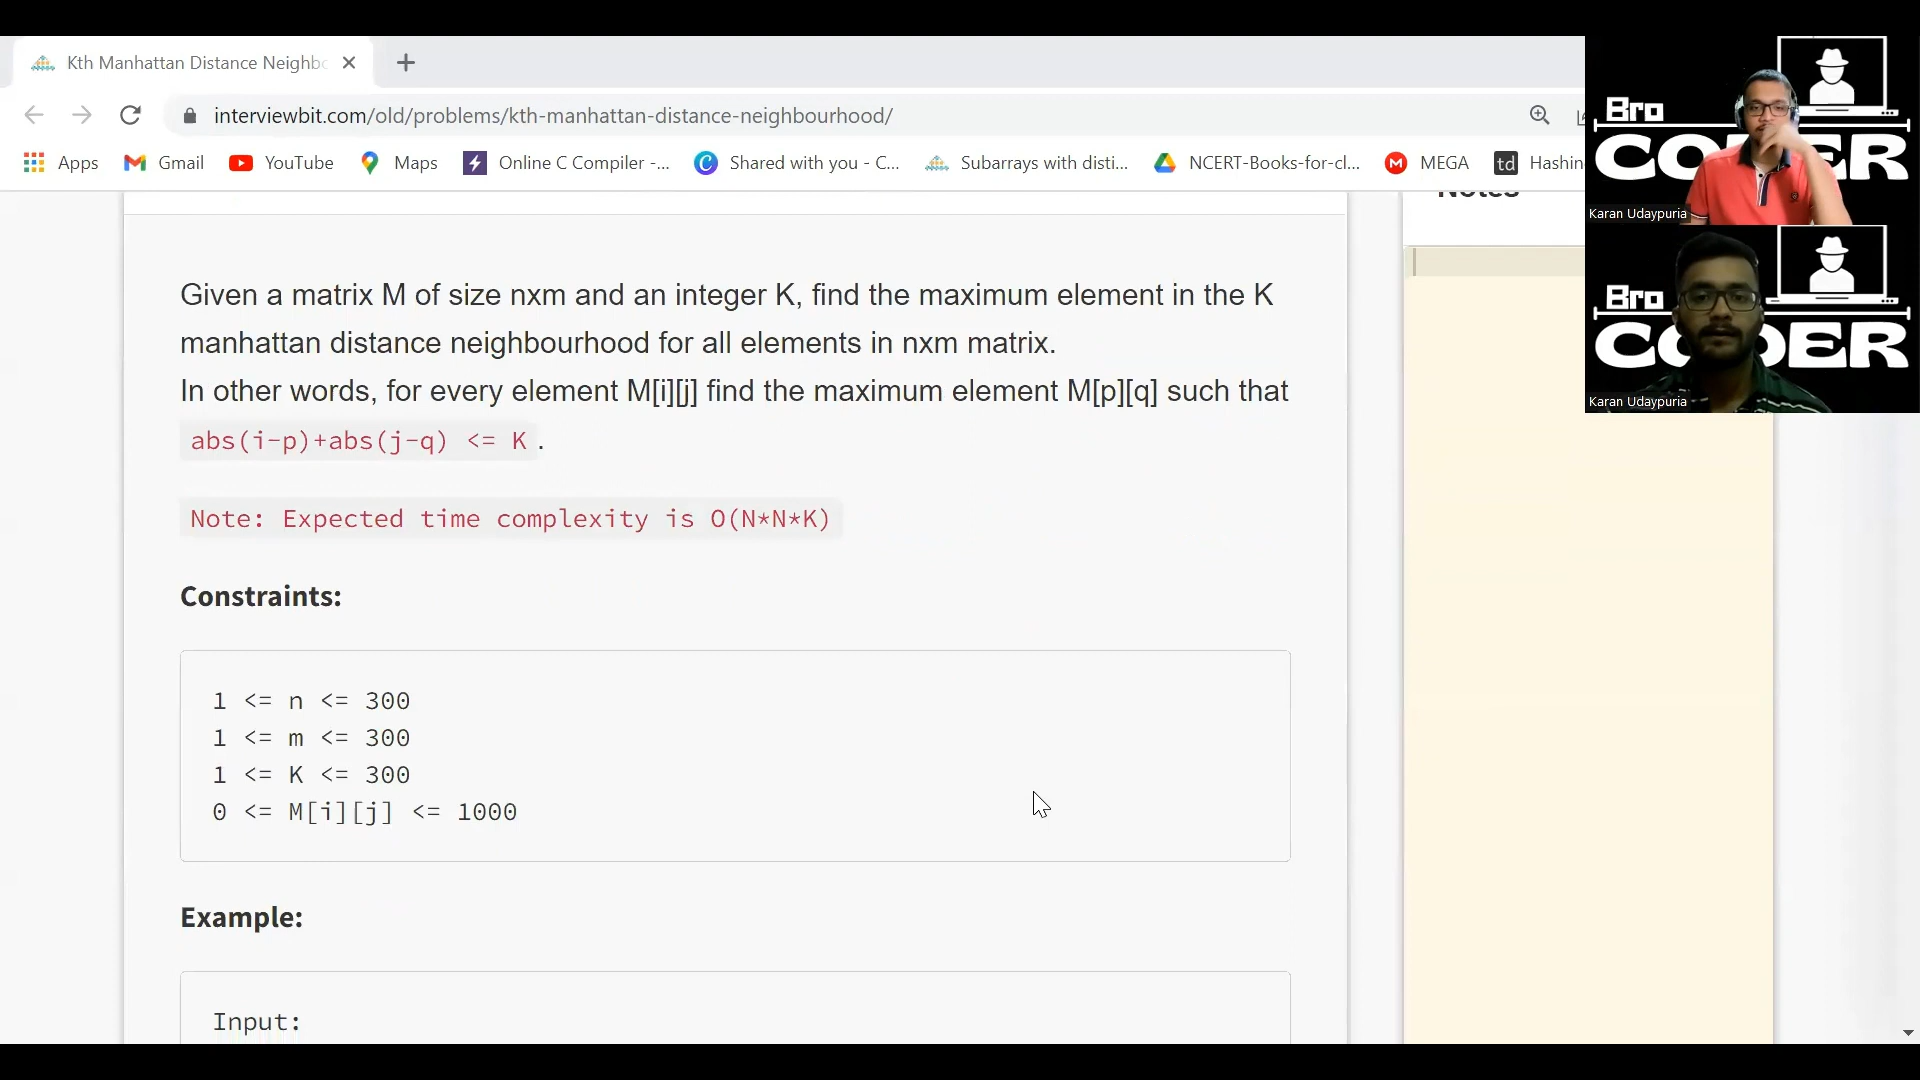 Kth Manhattan Distance Neighb
interviewbit.com/old/problems/kth-manhattan-distance-neighbourhood/
Apps
Gmail
YouTube
Maps
Online C Compiler -...
Shared with you - C...
Subarrays with disti...
NCERT-Books-for-cl...
MEGA
td
Hashin
Notes
Given a matrix M of size nxm and an integer K, find the maximum element in the K
manhattan distance neighbourhood for all elements in nxm matrix.
In other words, for every element M[i][j] find the maximum element M[p][q] such that
abs(i-p)+abs(j-q) <= K .
Note: Expected time complexity is O(N*N*K)
Constraints:
1 <= n <= 300
1 <= m <= 300
1 <= K <= 300
0 <= M[i][j] <= 1000
Example:
Input:
Bro
CODER
Karan Udaypuria
Bro
CODER
Karan Udaypuria